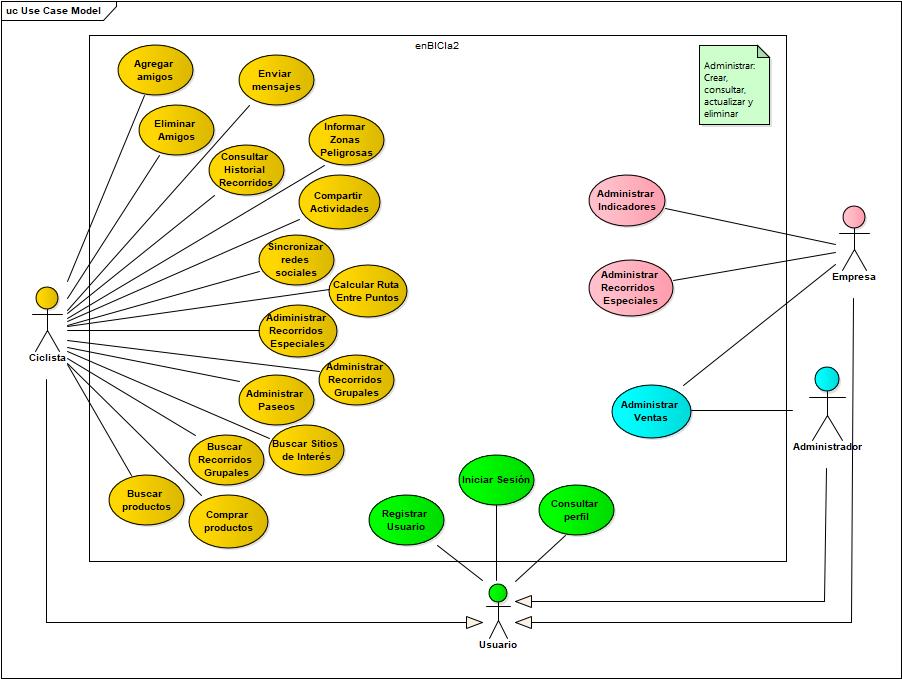 uc Use Case Model
enBICIa2
Agregar
amigos
Enviar
mensajes
Administrar:
Crear,
consultar,
actualizar y
eliminar
Eliminar
Amigos
Informar
Zonas
Peligrosas
Consultar
Historial
Recorridos
Compartir
Actividades
Administrar
Indicadores
Sincronizar
redes
sociales
Calcular Ruta
Entre Puntos
Administrar
Recorridos
Especiales
Empresa
Administrar
Recorridos
Especiales
Ciclista
Administrar
Recorridos
Grupales
Administrar
Paseos
Administrar
Ventas
Administrador
Buscar
Recorridos
Grupales
Buscar Sitios
de Interés
Buscar
productos
Comprar
productos
Iniciar Sesión
Registrar
Usuario
Consultar
perfil
Usuario